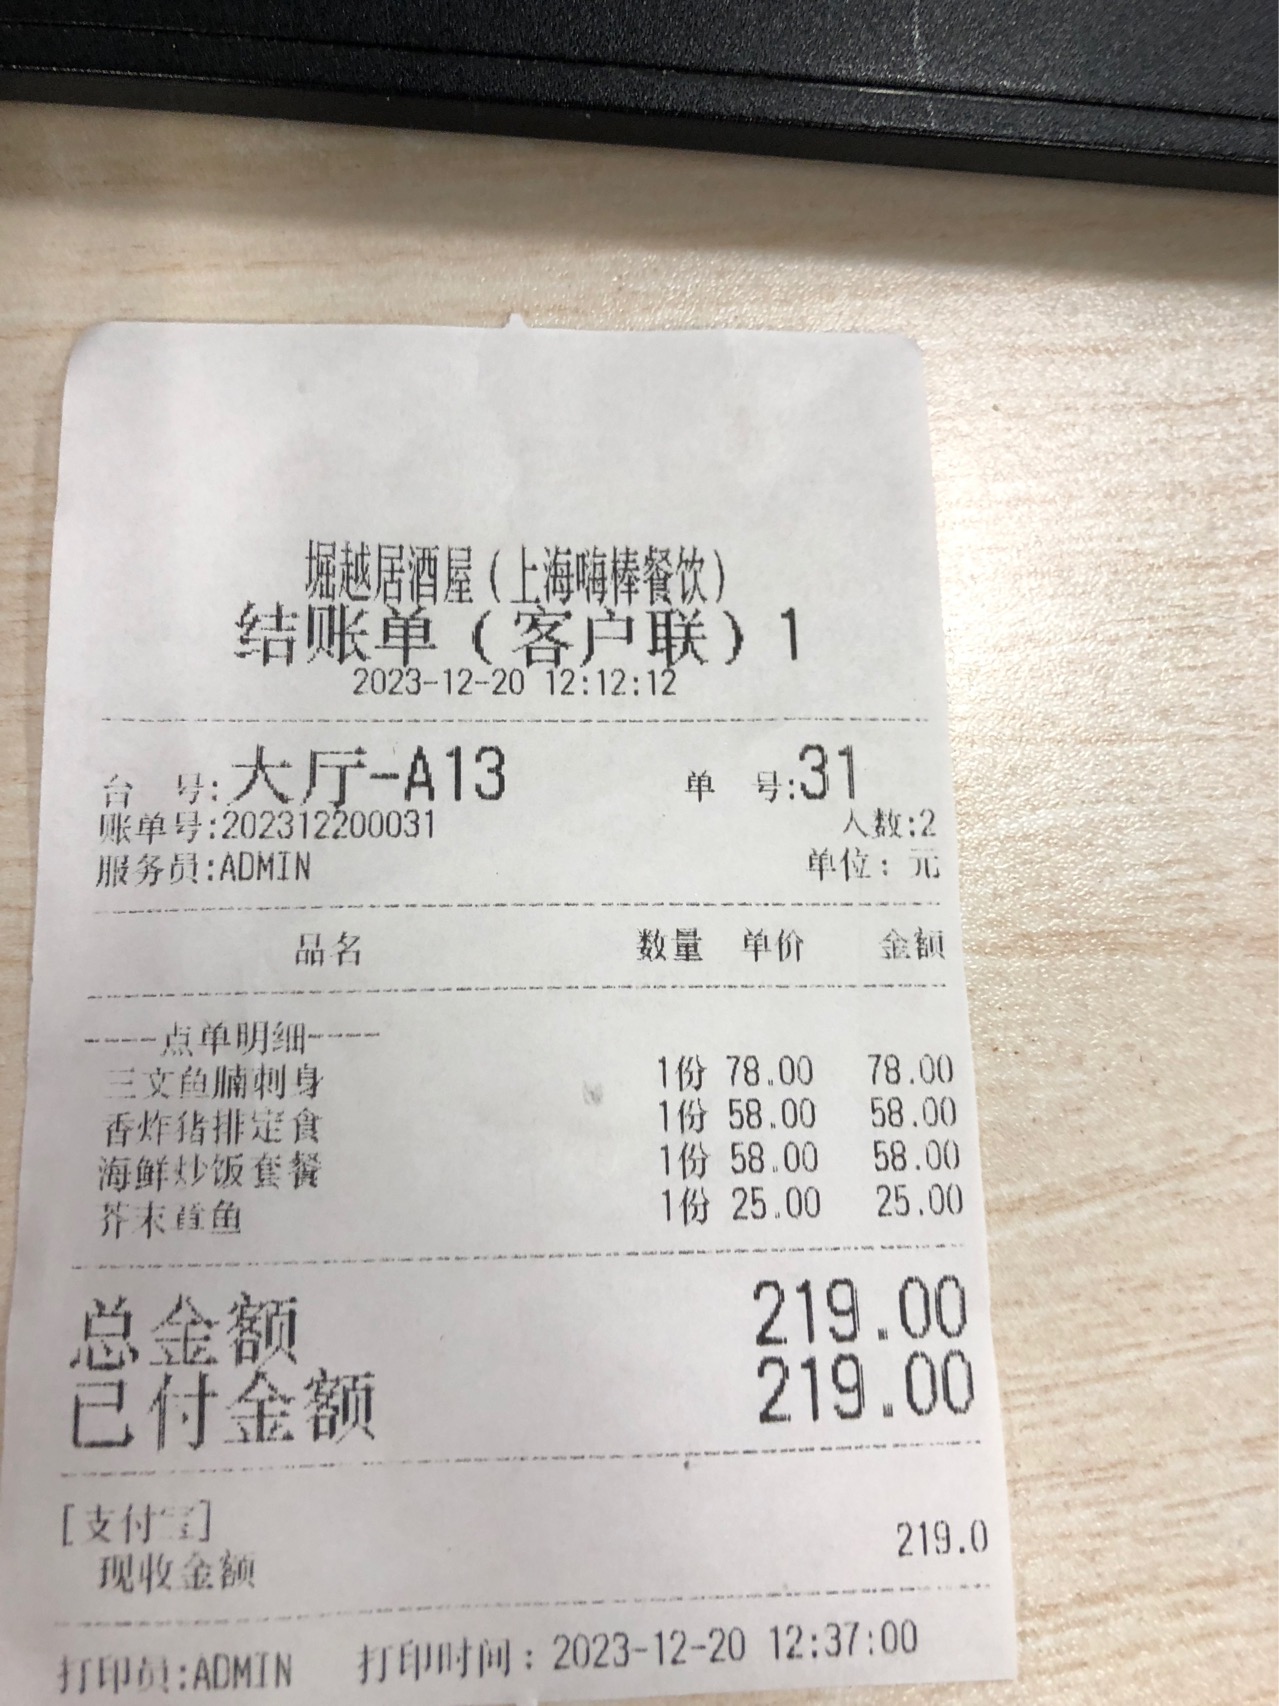 堀越居酒屋(上海嗨棒餐饮)
结账单(客户联)1
2023-12-20 12:12:12
台 号:大厅-A13 单 号:31
账单号:202312200031 人数:2
服务员:ADMIN 单位：元
品名 数量 单价 金额
----点单明细----
三文鱼腩刺身 1份 78.00 78.00
香炸猪排定食 1份 58.00 58.00
海鲜炒饭套餐 1份 58.00 58.00
芥末章鱼 1份 25.00 25.00
总金额 219.00
已付金额 219.00
[支付宝]
现收金额 219.0
打印员:ADMIN 打印时间：2023-12-20 12:37:00